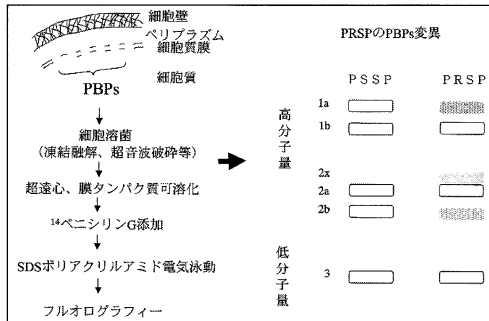 細胞壁
ペリプラズム
細胞質膜
細胞質
PBPs
細胞溶菌
(凍結融解、超音波破砕等)
超遠心、膜タンパク質可溶化
¹⁴ペニシリンG添加
SDSポリアクリルアミド電気泳動
フルオログラフィー
PRSPのPBPs変異
PSSP PRSP
高分子量
1a
1b
2x
2a
2b
低分子量
3